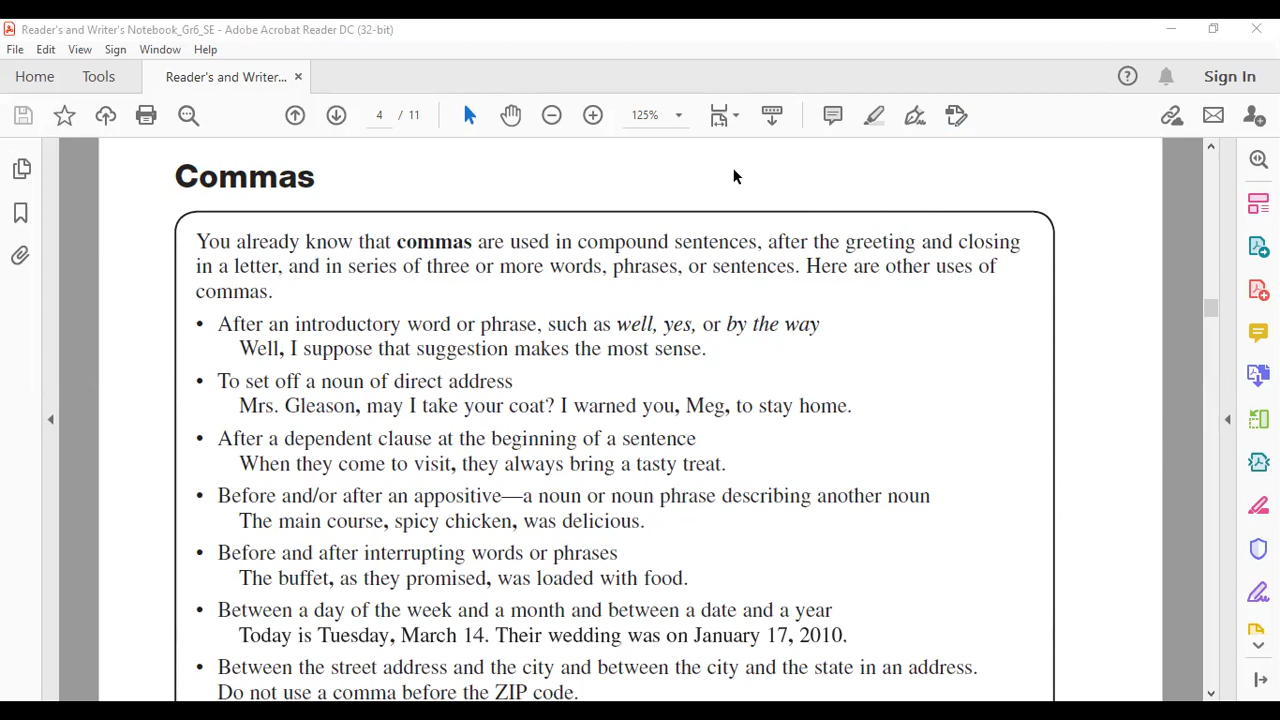 Reader's and Writer's Notebook_Gr6_SE - Adobe Acrobat Reader DC (32-bit)
File Edit View Sign Window Help
Home Tools Reader's and Writer... × Sign In
4 / 11 125%
Commas
You already know that commas are used in compound sentences, after the greeting and closing
in a letter, and in series of three or more words, phrases, or sentences. Here are other uses of
commas.
• After an introductory word or phrase, such as well, yes, or by the way
Well, I suppose that suggestion makes the most sense.
• To set off a noun of direct address
Mrs. Gleason, may I take your coat? I warned you, Meg, to stay home.
• After a dependent clause at the beginning of a sentence
When they come to visit, they always bring a tasty treat.
• Before and/or after an appositive—a noun or noun phrase describing another noun
The main course, spicy chicken, was delicious.
• Before and after interrupting words or phrases
The buffet, as they promised, was loaded with food.
• Between a day of the week and a month and between a date and a year
Today is Tuesday, March 14. Their wedding was on January 17, 2010.
• Between the street address and the city and between the city and the state in an address.
Do not use a comma before the ZIP code.